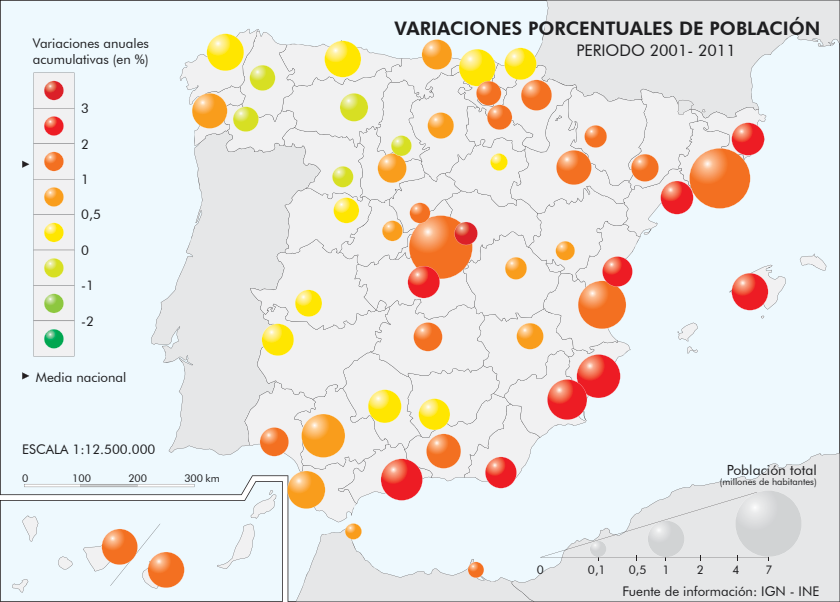 VARIACIONES PORCENTUALES DE POBLACIÓN
PERIODO 2001- 2011
Variaciones anuales
acumulativas (en %)
3
2
1
0,5
0
-1
-2
Media nacional
ESCALA 1:12.500.000
0 100 200 300 km
Población total
(millones de habitantes)
0 0,1 0,5 1 2 4 7
Fuente de información: IGN - INE